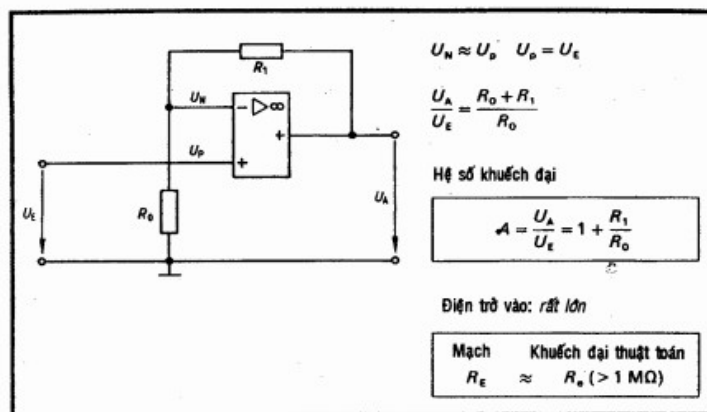 R₁
U_N
− ▷ ∞
+
U_P
+
U_E
R₀
U_A
U_N ≈ U_p U_p = U_E
U_A / U_E = (R₀ + R₁) / R₀
Hệ số khuếch đại
A = U_A / U_E = 1 + R₁ / R₀
Điện trở vào: rất lớn
Mạch Khuếch đại thuật toán
R_E ≈ R_e (> 1 MΩ)